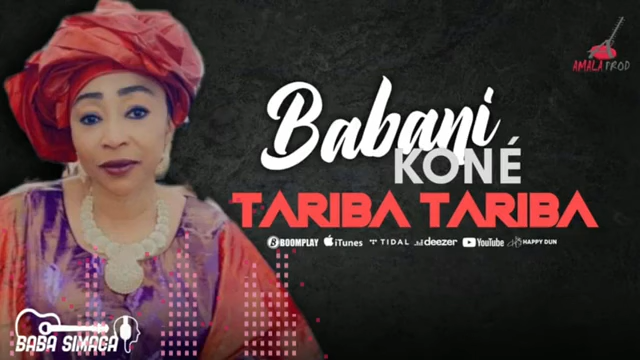 AMALA PROD
Babani
KONÉ
TARIBA TARIBA
BOOMPLAY iTunes TIDAL deezer YouTube HAPPY DUN
BABA SIMAGA